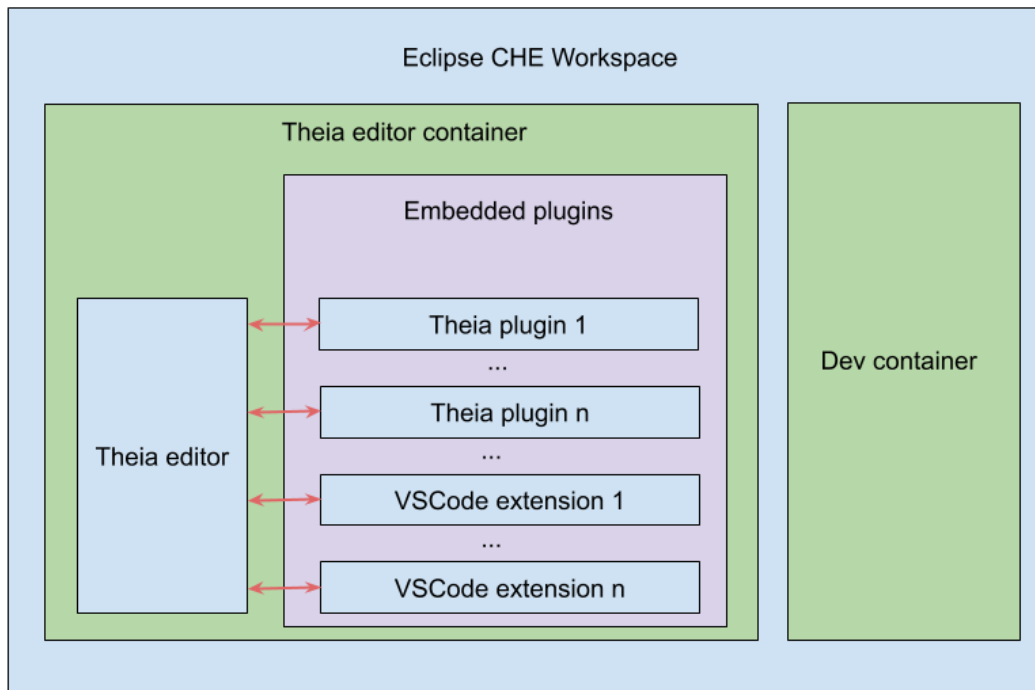 Eclipse CHE Workspace
Theia editor container
Embedded plugins
Theia plugin 1
...
Theia plugin n
...
VSCode extension 1
...
VSCode extension n
Theia editor
Dev container